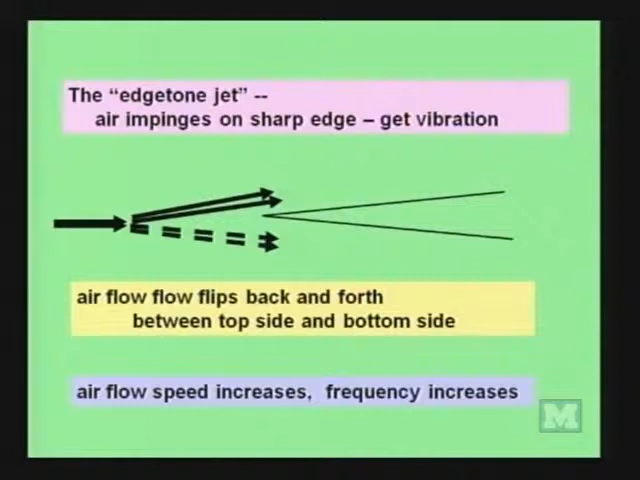 The “edgetone jet” --
air impinges on sharp edge – get vibration
air flow flow flips back and forth
between top side and bottom side
air flow speed increases, frequency increases
M